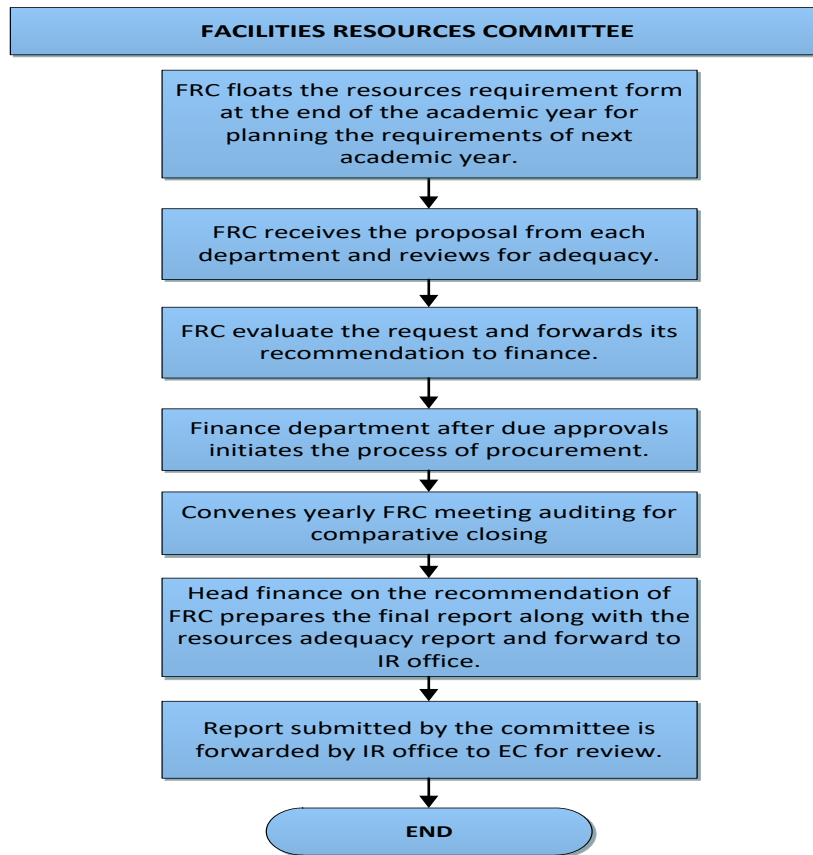 FACILITIES RESOURCES COMMITTEE
FRC floats the resources requirement form
at the end of the academic year for
planning the requirements of next
academic year.
FRC receives the proposal from each
department and reviews for adequacy.
FRC evaluate the request and forwards its
recommendation to finance.
Finance department after due approvals
initiates the process of procurement.
Convenes yearly FRC meeting auditing for
comparative closing
Head finance on the recommendation of
FRC prepares the final report along with the
resources adequacy report and forward to
IR office.
Report submitted by the committee is
forwarded by IR office to EC for review.
END